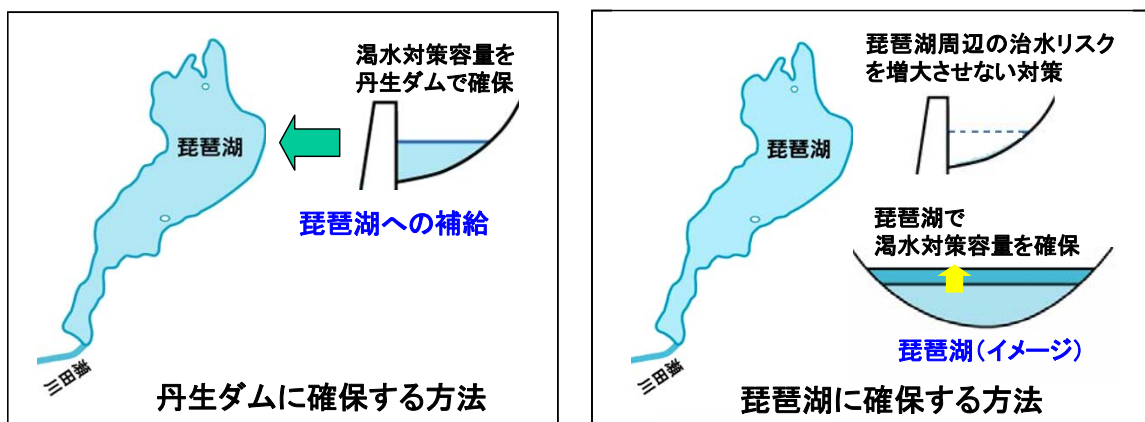 渇水対策容量を
丹生ダムで確保
琵琶湖
琵琶湖への補給
瀬田川
丹生ダムに確保する方法
琵琶湖周辺の治水リスク
を増大させない対策
琵琶湖
琵琶湖で
渇水対策容量を確保
琵琶湖(イメージ)
瀬田川
琵琶湖に確保する方法